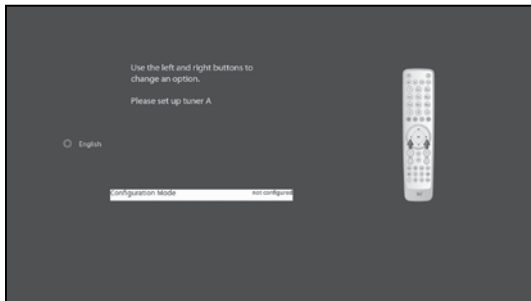 Use the left and right buttons to
change an option.
Please set up tuner A
English
Configuration Mode not configured